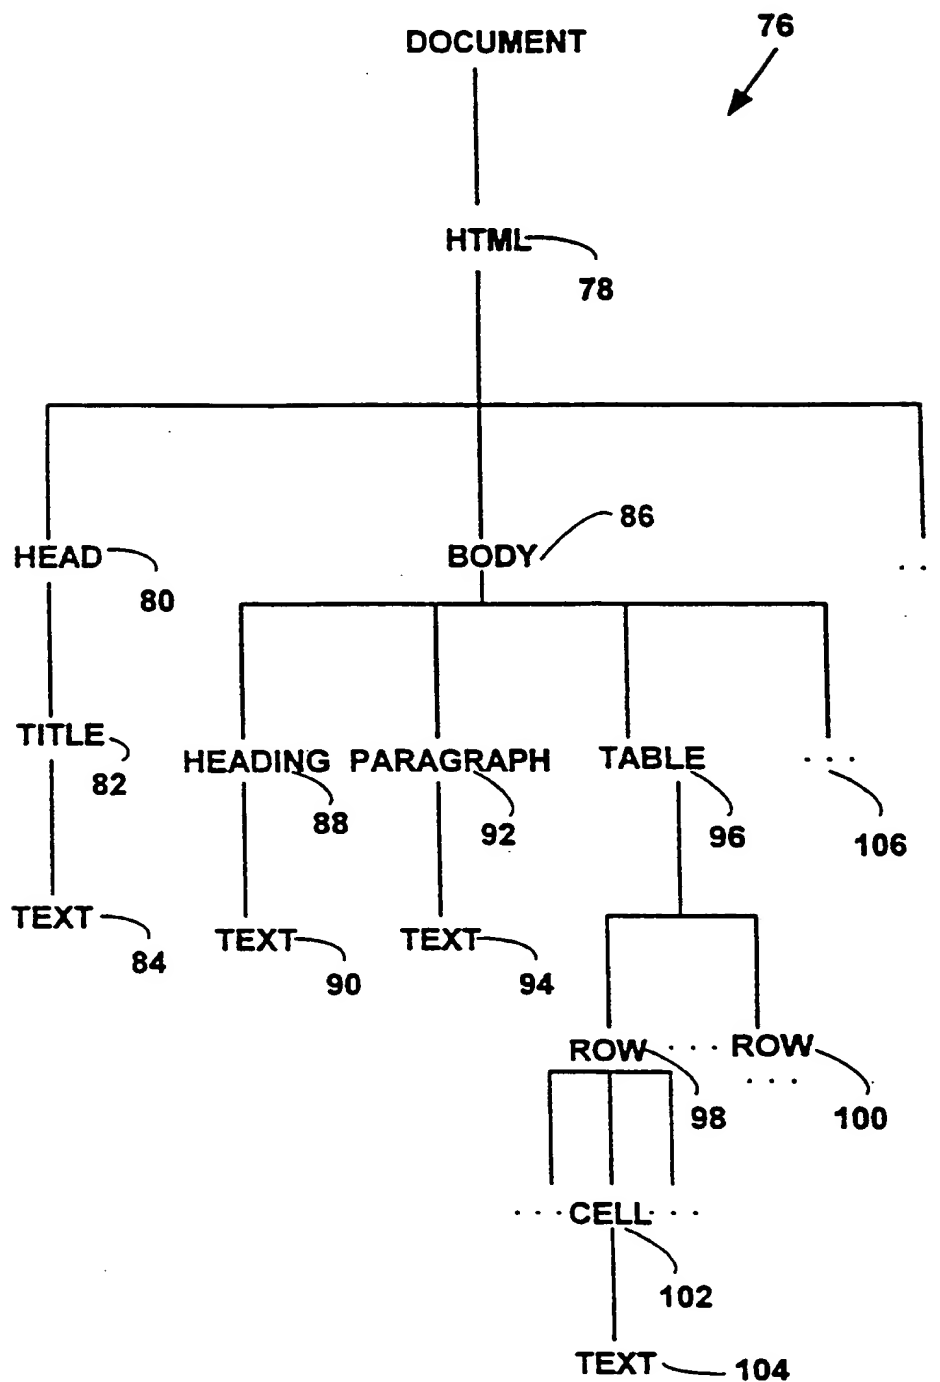 76
DOCUMENT
HTML
78
86
HEAD
BODY
. .
80
TITLE
HEADING PARAGRAPH TABLE . . .
82
88
92
96
106
TEXT
TEXT
TEXT
84
90
94
ROW . . . ROW
. . .
98
100
. . . CELL . . .
102
TEXT
104